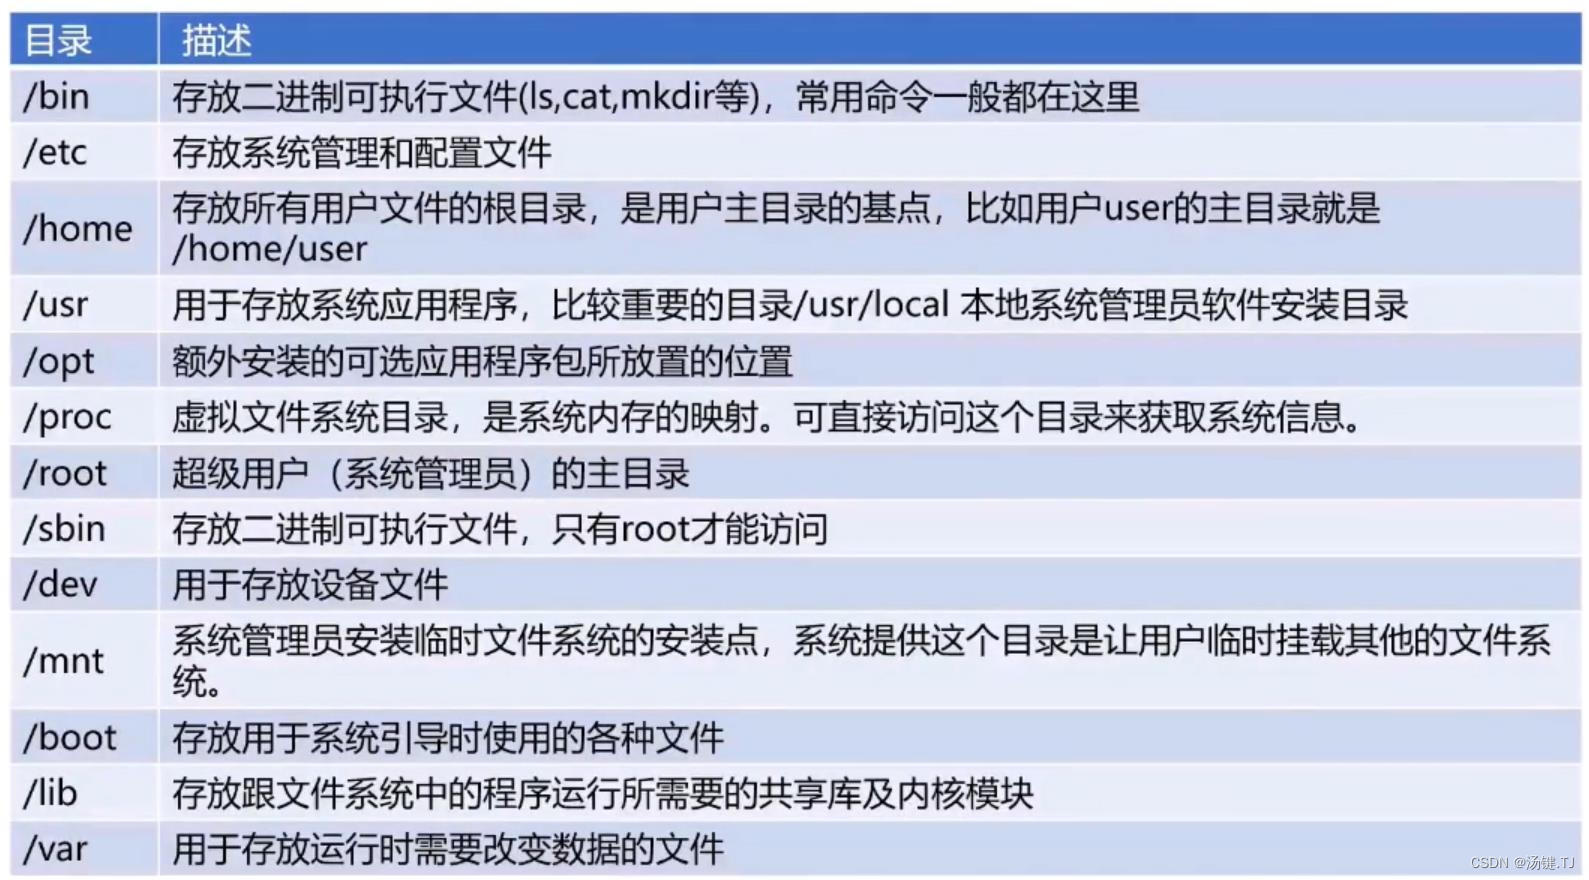 目录 描述
/bin 存放二进制可执行文件(ls,cat,mkdir等)，常用命令一般都在这里
/etc 存放系统管理和配置文件
/home 存放所有用户文件的根目录，是用户主目录的基点，比如用户user的主目录就是
/home/user
/usr 用于存放系统应用程序，比较重要的目录/usr/local 本地系统管理员软件安装目录
/opt 额外安装的可选应用程序包所放置的位置
/proc 虚拟文件系统目录，是系统内存的映射。可直接访问这个目录来获取系统信息。
/root 超级用户（系统管理员）的主目录
/sbin 存放二进制可执行文件，只有root才能访问
/dev 用于存放设备文件
/mnt 系统管理员安装临时文件系统的安装点，系统提供这个目录是让用户临时挂载其他的文件系
统。
/boot 存放用于系统引导时使用的各种文件
/lib 存放跟文件系统中的程序运行所需要的共享库及内核模块
/var 用于存放运行时需要改变数据的文件
CSDN @汤键.TJ